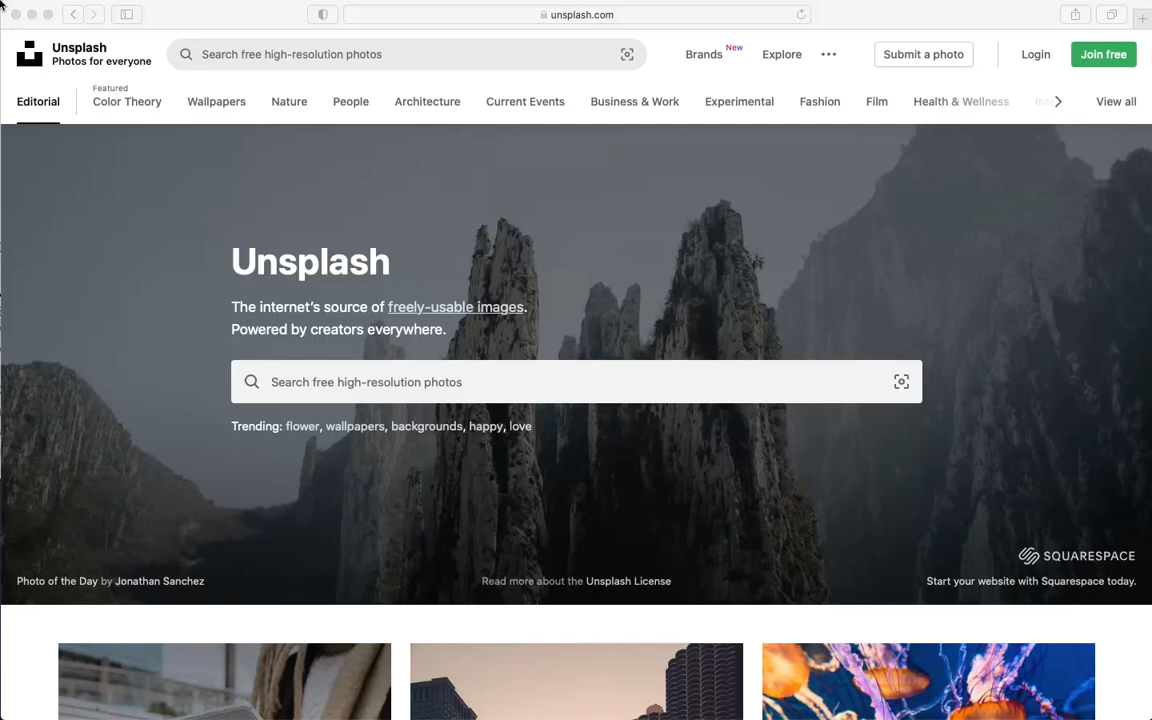 unsplash.com
Unsplash
Photos for everyone
Search free high-resolution photos
Brands New
Explore
Submit a photo
Login
Join free
Editorial
Featured
Color Theory
Wallpapers
Nature
People
Architecture
Current Events
Business & Work
Experimental
Fashion
Film
Health & Wellness
View all
Unsplash
The internet's source of freely-usable images.
Powered by creators everywhere.
Search free high-resolution photos
Trending: flower, wallpapers, backgrounds, happy, love
SQUARESPACE
Photo of the Day by Jonathan Sanchez
Read more about the Unsplash License
Start your website with Squarespace today.